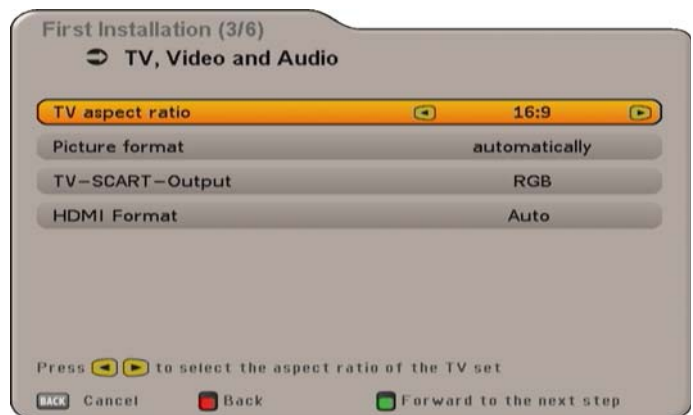 First Installation (3/6)
TV, Video and Audio
TV aspect ratio 16:9
Picture format automatically
TV-SCART-Output RGB
HDMI Format Auto
Press to select the aspect ratio of the TV set
BACK Cancel Back Forward to the next step